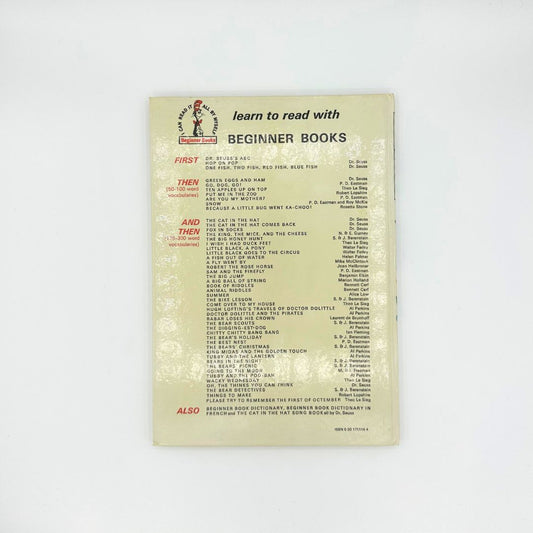 I CAN READ IT ALL BY MYSELF
Beginner Books
learn to read with
BEGINNER BOOKS
FIRST DR. SEUSS'S ABC Dr. Seuss
HOP ON POP Dr. Seuss
ONE FISH, TWO FISH, RED FISH, BLUE FISH Dr. Seuss
THEN GREEN EGGS AND HAM Dr. Seuss
(50-100 word GO, DOG, GO! P. D. Eastman
vocabularies) TEN APPLES UP ON TOP Theo Le Sieg
PUT ME IN THE ZOO Robert Lopshire
ARE YOU MY MOTHER? P. D. Eastman
SNOW P. D. Eastman and Roy McKie
BECAUSE A LITTLE BUG WENT KA-CHOO! Rosetta Stone
AND THE CAT IN THE HAT Dr. Seuss
THEN THE CAT IN THE HAT COMES BACK Dr. Seuss
FOX IN SOCKS Dr. Seuss
THE KING, THE MICE, AND THE CHEESE N. & E. Gurney
THE BIG HONEY HUNT S. & J. Berenstain
vocabularies) I WISH I HAD DUCK FEET Theo Le Sieg
LITTLE BLACK, A PONY Walter Farley
LITTLE BLACK GOES TO THE CIRCUS Walter Farley
A FISH OUT OF WATER Helen Palmer
A FLY WENT BY Mike McClintock
ROBERT THE ROSE HORSE Joan Heilbroner
SAM AND THE FIREFLY P. D. Eastman
THE BIG JUMP Benjamin Elkin
A BIG BALL OF STRING Marion Holland
BOOK OF RIDDLES Bennett Cerf
ANIMAL RIDDLES Bennett Cerf
SUMMER Alice Low
THE BIKE LESSON S. & J. Berenstain
COME OVER TO MY HOUSE Theo Le Sieg
HUGH LOFTING'S TRAVELS OF DOCTOR DOLITTLE Al Perkins
DOCTOR DOLITTLE AND THE PIRATES Al Perkins
BABAR LOSES HIS CROWN Laurent de Brunhoff
THE BEAR SCOUTS S. & J. Berenstain
THE DIGGING-EST-DOG Al Perkins
CHITTY CHITTY BANG BANG Ian Fleming
THE BEAR'S HOLIDAY S. & J. Berenstain
THE BEST NEST P. D. Eastman
THE BEARS' CHRISTMAS S. & J. Berenstain
KING MIDAS AND THE GOLDEN TOUCH Al Perkins
TUBBY AND THE LANTERN Al Perkins
BEARS IN THE NIGHT S. & J. Berenstain
THE BEARS' PICNIC S. & J. Berenstain
GOING TO THE MOON
TUBBY AND THE POO-BAH Al Perkins
WACKY WEDNESDAY Theo Le Sieg
OH, THE THINGS YOU CAN THINK Dr. Seuss
THE BEAR DETECTIVES S. & J. Berenstain
THINGS TO MAKE Robert Lopshire
PLEASE TRY TO REMEMBER THE FIRST OF OCTEMBER Theo Le Sieg
ALSO BEGINNER BOOK DICTIONARY, BEGINNER BOOK DICTIONARY IN
FRENCH and THE CAT IN THE HAT SONG BOOK all by Dr. Seuss
ISBN 0 00 171114 4